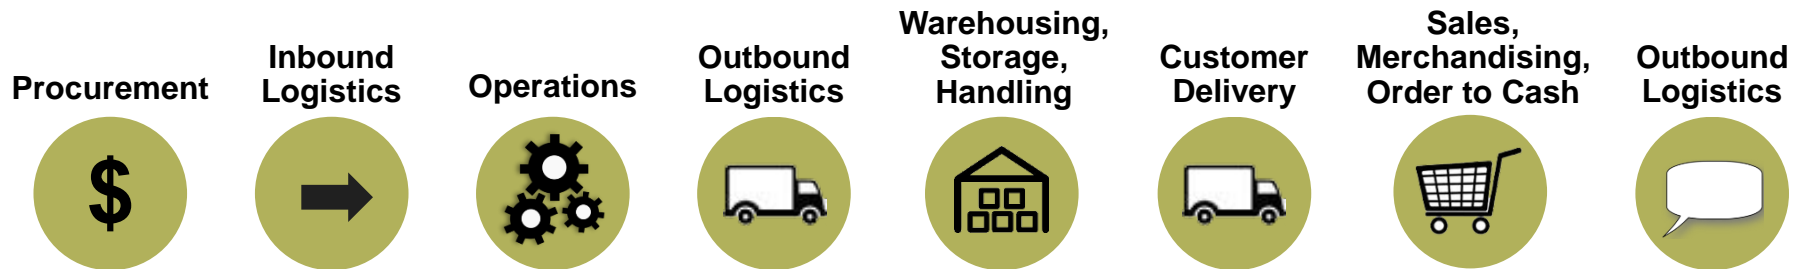 Procurement
Inbound
Logistics
Operations
Outbound
Logistics
Warehousing,
Storage,
Handling
Customer
Delivery
Sales,
Merchandising,
Order to Cash
Outbound
Logistics
$